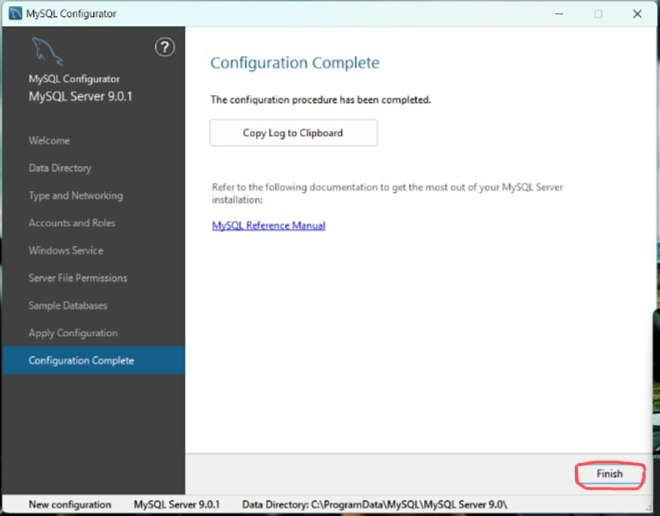 MySQL Configurator
?
MySQL Configurator
MySQL Server 9.0.1
Welcome
Data Directory
Type and Networking
Accounts and Roles
Windows Service
Server File Permissions
Sample Databases
Apply Configuration
Configuration Complete
Configuration Complete
The configuration procedure has been completed.
Copy Log to Clipboard
Refer to the following documentation to get the most out of your MySQL Server
installation:
MySQL Reference Manual
Finish
New configuration MySQL Server 9.0.1 Data Directory: C:\ProgramData\MySQL\MySQL Server 9.0\